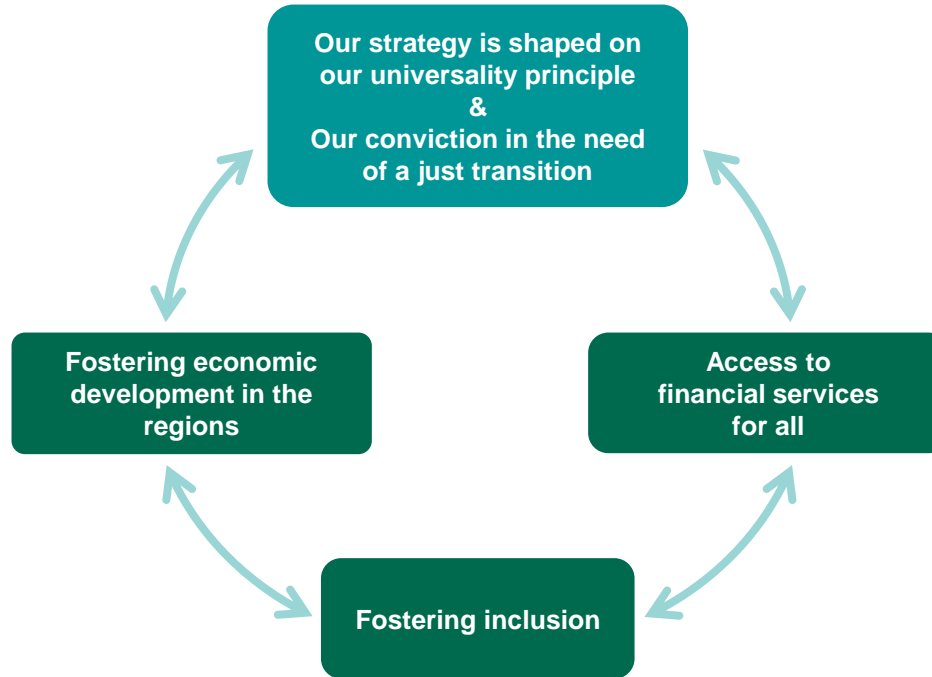 Our strategy is shaped on
our universality principle
&
Our conviction in the need
of a just transition
Fostering economic
development in the
regions
Access to
financial services
for all
Fostering inclusion